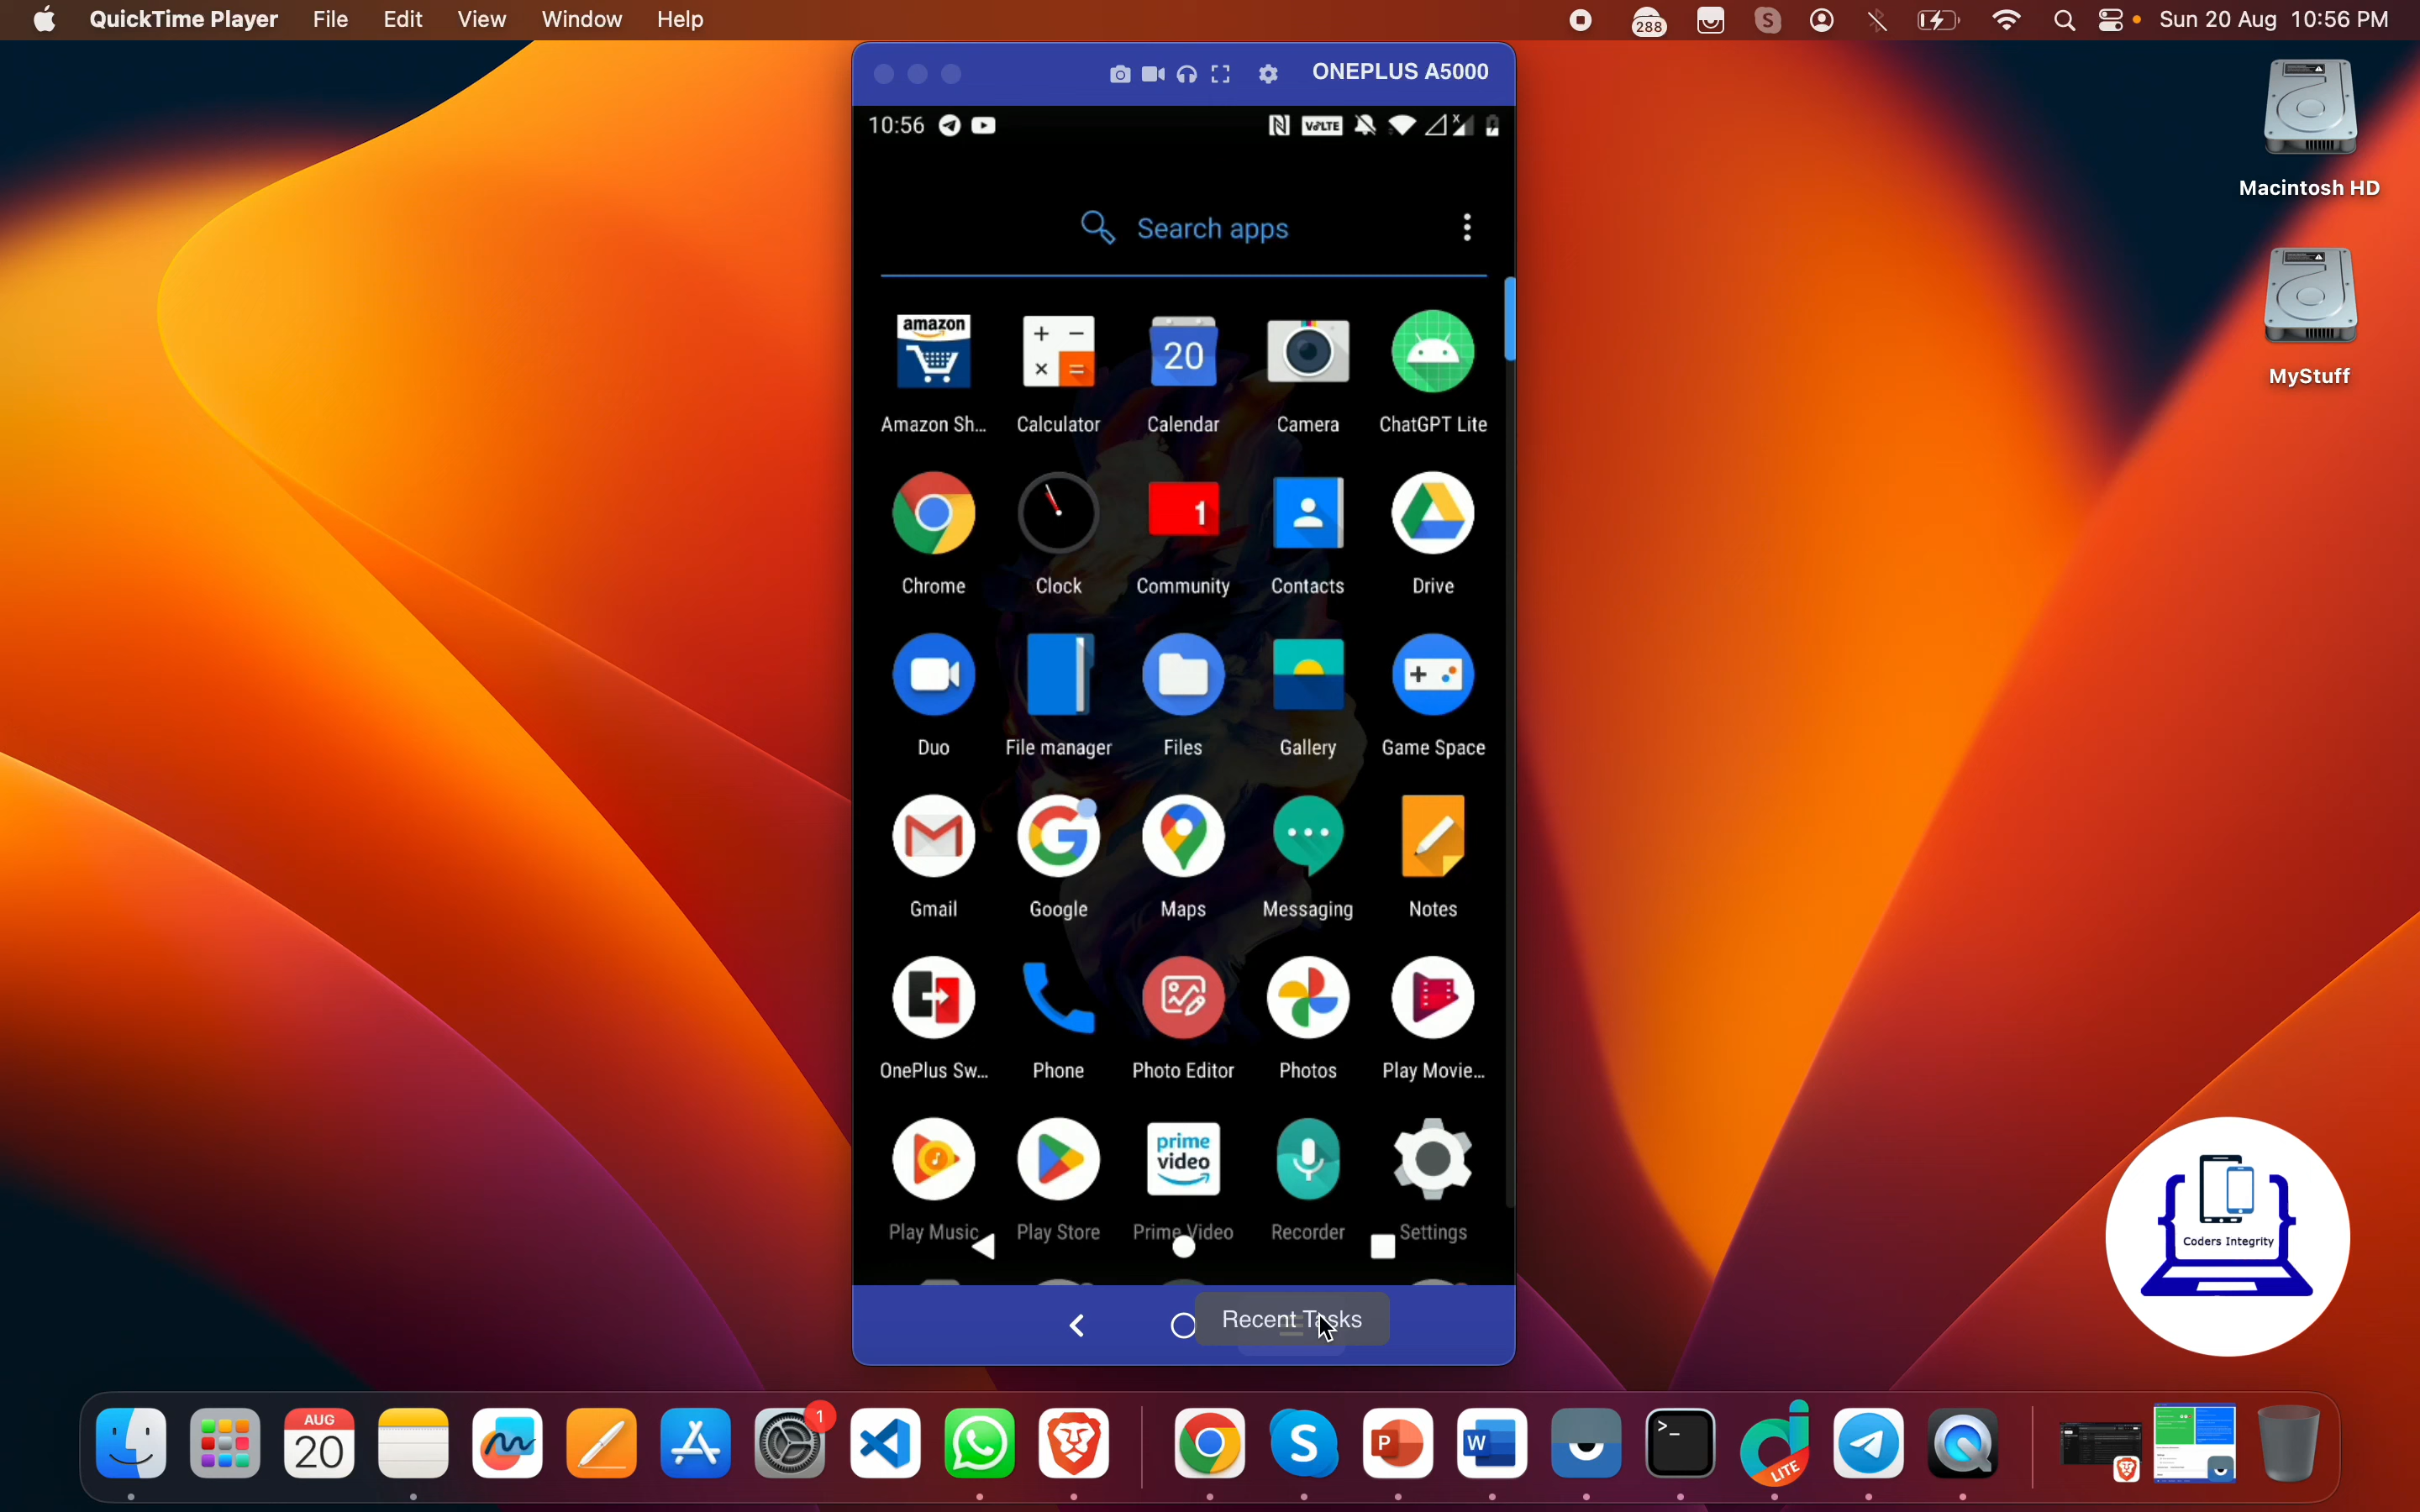 QuickTime Player File Edit View Window Help 288 S Sun 20 Aug 10:56 PM
ONEPLUS A5000
10:56 VoLTE X
Search apps
Macintosh HD
MyStuff
amazon
+ − × =
20
Amazon Sh... Calculator Calendar Camera ChatGPT Lite
1
Chrome Clock Community Contacts Drive
Duo File manager Files Gallery Game Space
Gmail Google Maps Messaging Notes
OnePlus Sw... Phone Photo Editor Photos Play Movie...
prime
video
Play Music Play Store Prime Video Recorder Settings
Recent Tasks
Coders Integrity
AUG
20
1
S
P
W
>_
LITE